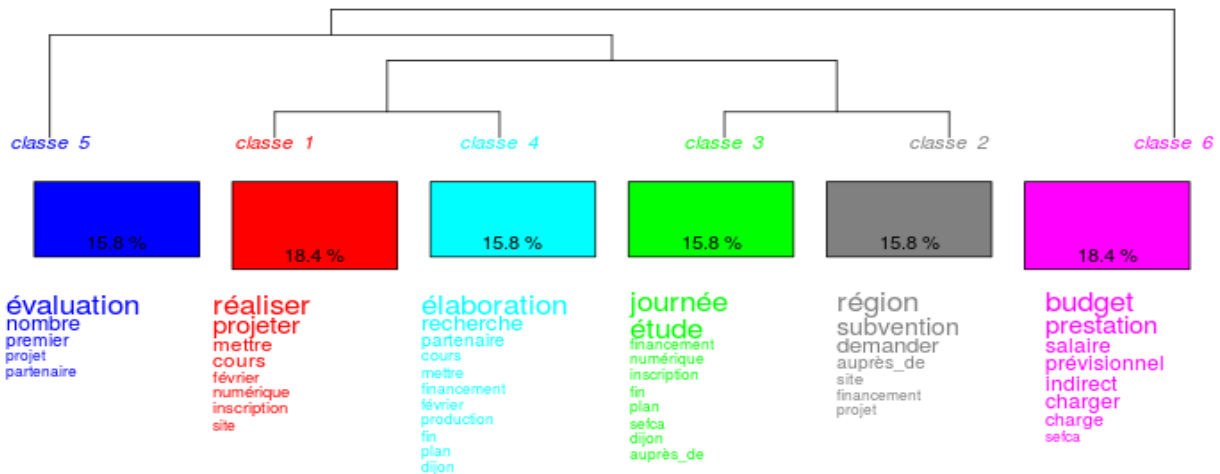 classe 5
classe 1
classe 4
classe 3
classe 2
classe 6
15.8 %
18.4 %
15.8 %
15.8 %
15.8 %
18.4 %
évaluation
nombre
premier
projet
partenaire
réaliser
projeter
mettre
cours
février
numérique
inscription
site
élaboration
recherche
partenaire
cours
mettre
financement
février
production
fin
plan
dijon
journée
étude
financement
numérique
inscription
fin
plan
sefca
dijon
auprès_de
région
subvention
demander
auprès_de
site
financement
projet
budget
prestation
salaire
prévisionnel
indirect
charger
charge
sefca